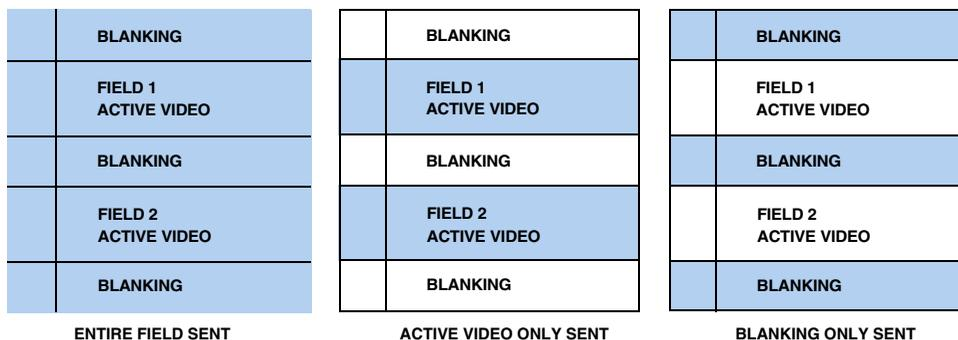 BLANKING
FIELD 1
ACTIVE VIDEO
BLANKING
FIELD 2
ACTIVE VIDEO
BLANKING
ENTIRE FIELD SENT
BLANKING
FIELD 1
ACTIVE VIDEO
BLANKING
FIELD 2
ACTIVE VIDEO
BLANKING
ACTIVE VIDEO ONLY SENT
BLANKING
FIELD 1
ACTIVE VIDEO
BLANKING
FIELD 2
ACTIVE VIDEO
BLANKING
BLANKING ONLY SENT